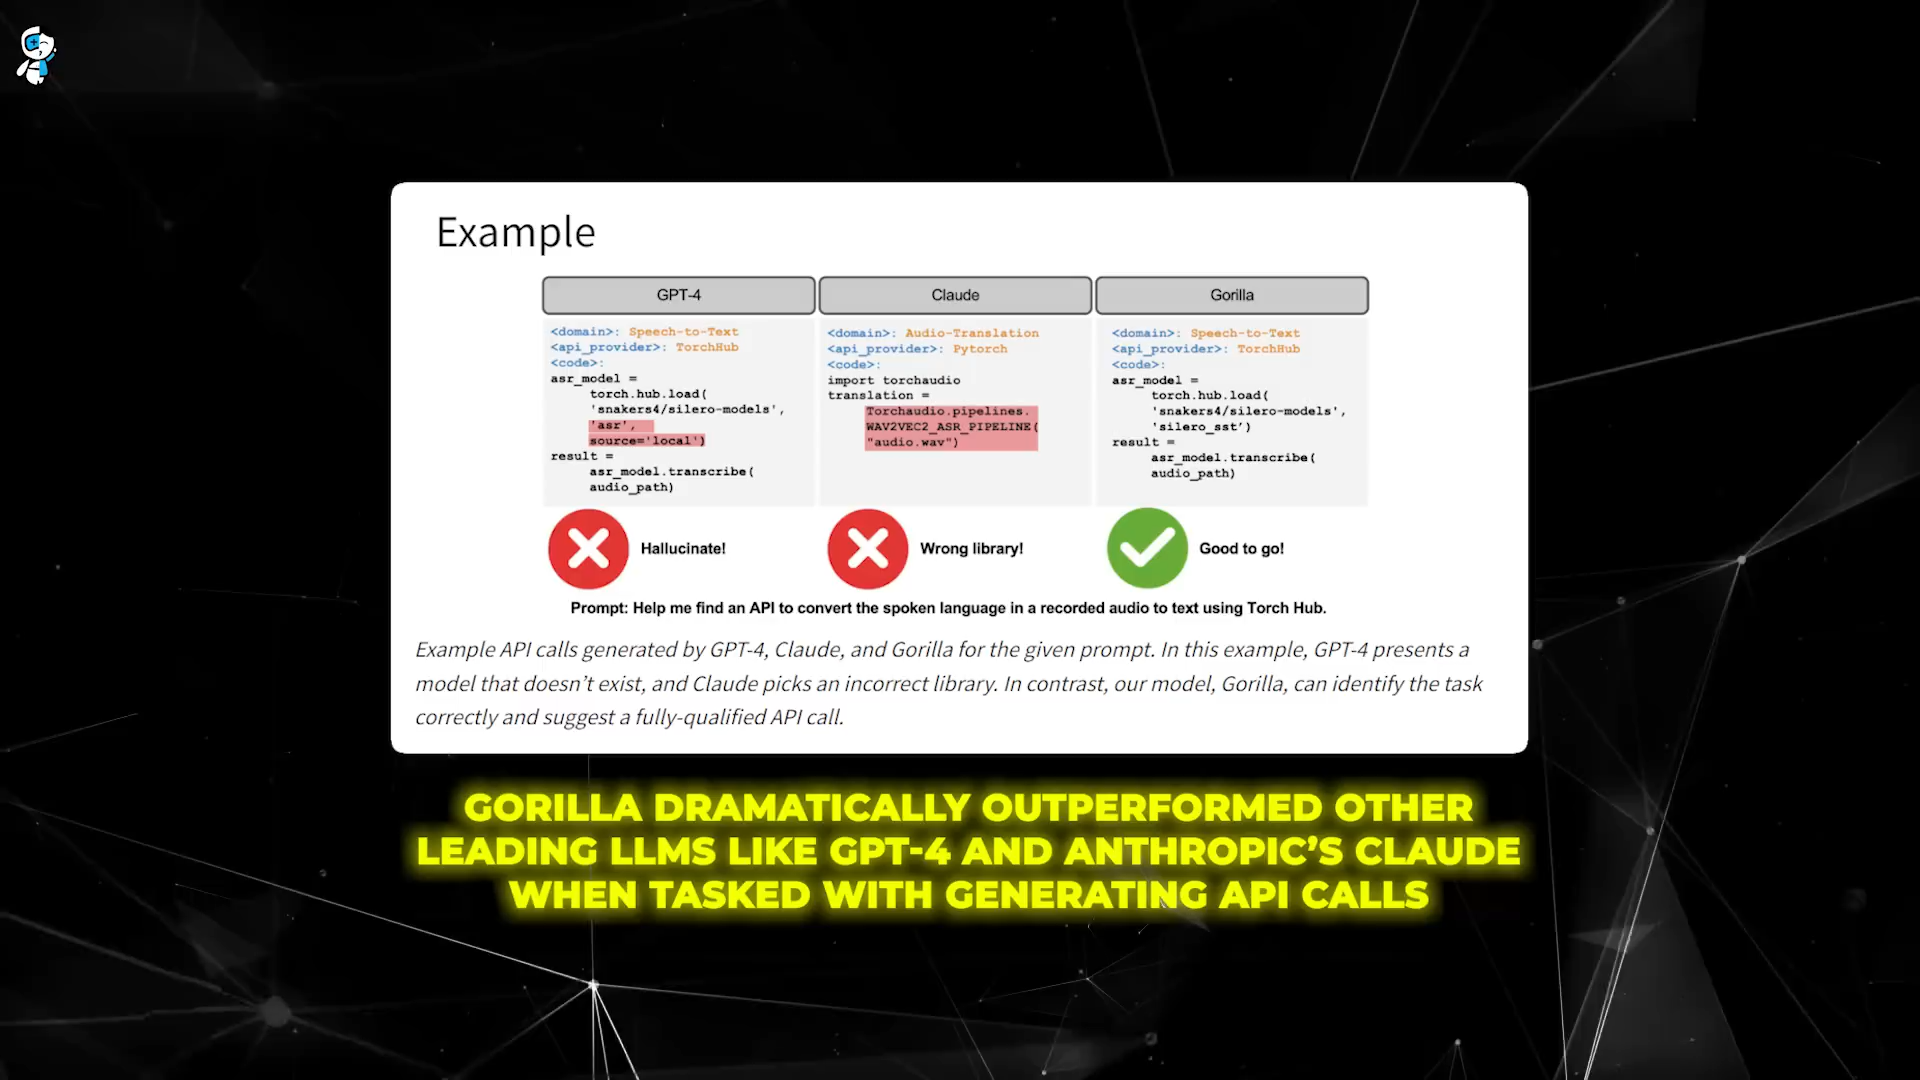 Example
GPT-4
<domain>: Speech-to-Text
<api_provider>: TorchHub
<code>:
asr_model =
torch.hub.load(
'snakers4/silero-models',
'asr',
source='local')
result =
asr_model.transcribe(
audio_path)
Hallucinate!
Claude
<domain>: Audio-Translation
<api_provider>: Pytorch
<code>:
import torchaudio
translation =
Torchaudio.pipelines.
WAV2VEC2_ASR_PIPELINE(
"audio.wav")
Wrong library!
Gorilla
<domain>: Speech-to-Text
<api_provider>: TorchHub
<code>:
asr_model =
torch.hub.load(
'snakers4/silero-models',
'silero_sst')
result =
asr_model.transcribe(
audio_path)
Good to go!
Prompt: Help me find an API to convert the spoken language in a recorded audio to text using Torch Hub.
Example API calls generated by GPT-4, Claude, and Gorilla for the given prompt. In this example, GPT-4 presents a
model that doesn’t exist, and Claude picks an incorrect library. In contrast, our model, Gorilla, can identify the task
correctly and suggest a fully-qualified API call.
GORILLA DRAMATICALLY OUTPERFORMED OTHER
LEADING LLMS LIKE GPT-4 AND ANTHROPIC’S CLAUDE
WHEN TASKED WITH GENERATING API CALLS